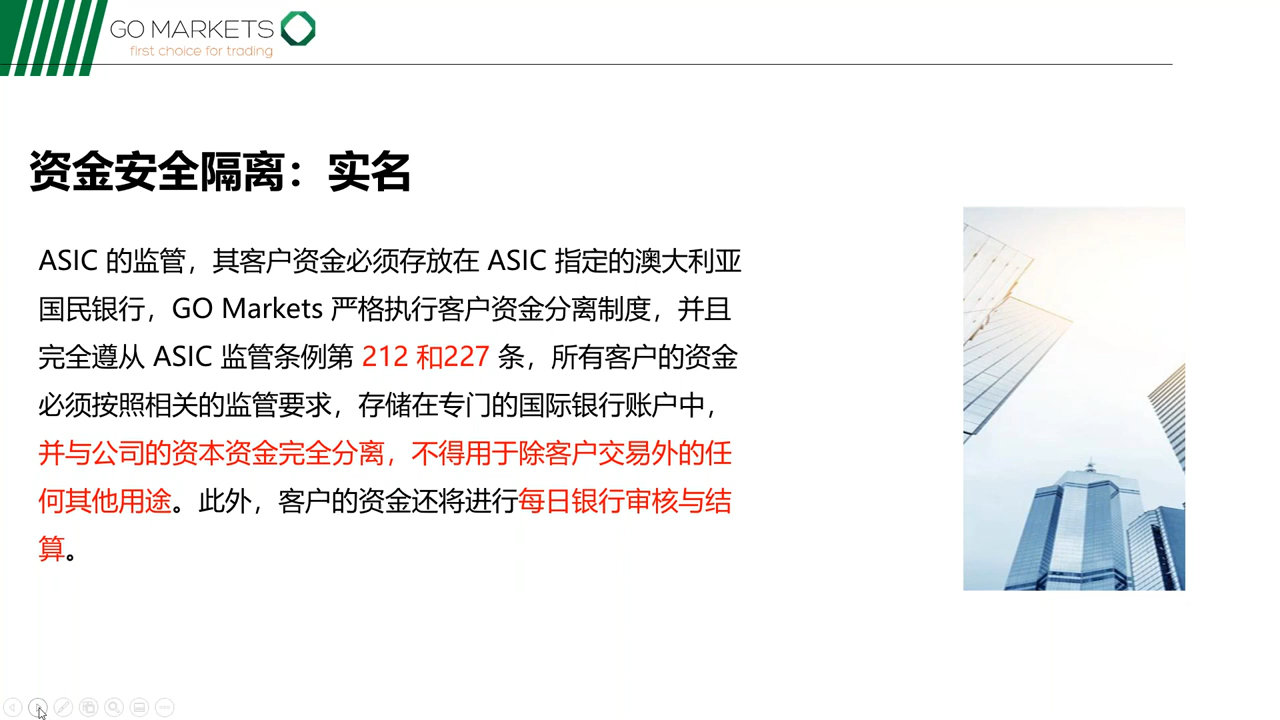 GO MARKETS
first choice for trading
资金安全隔离：实名
ASIC 的监管，其客户资金必须存放在 ASIC 指定的澳大利亚
国民银行，GO Markets 严格执行客户资金分离制度，并且
完全遵从 ASIC 监管条例第 212 和227 条，所有客户的资金
必须按照相关的监管要求，存储在专门的国际银行账户中，
并与公司的资本资金完全分离，不得用于除客户交易外的任
何其他用途。此外，客户的资金还将进行每日银行审核与结
算。